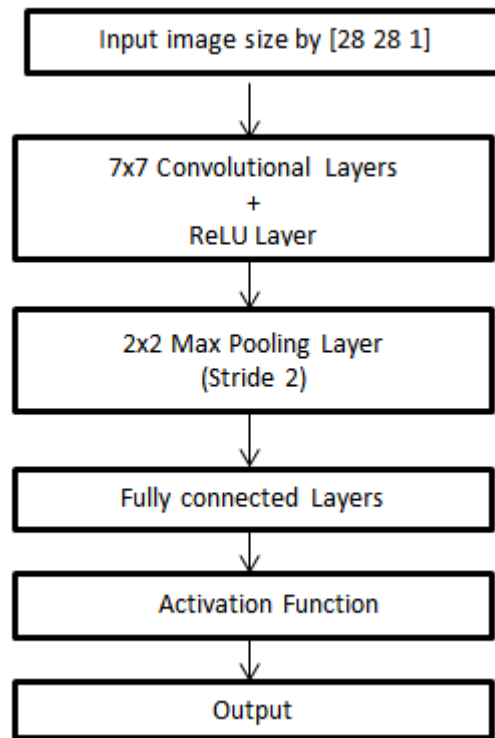 Input image size by [28 28 1]
7x7 Convolutional Layers
+
ReLU Layer
2x2 Max Pooling Layer
(Stride 2)
Fully connected Layers
Activation Function
Output